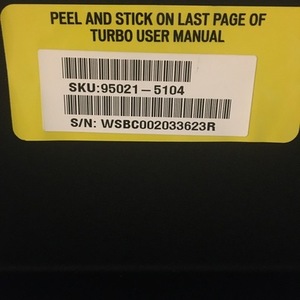 PEEL AND STICK ON LAST PAGE OF
TURBO USER MANUAL
SKU:95021-5104
S/N: WSBC002033623R